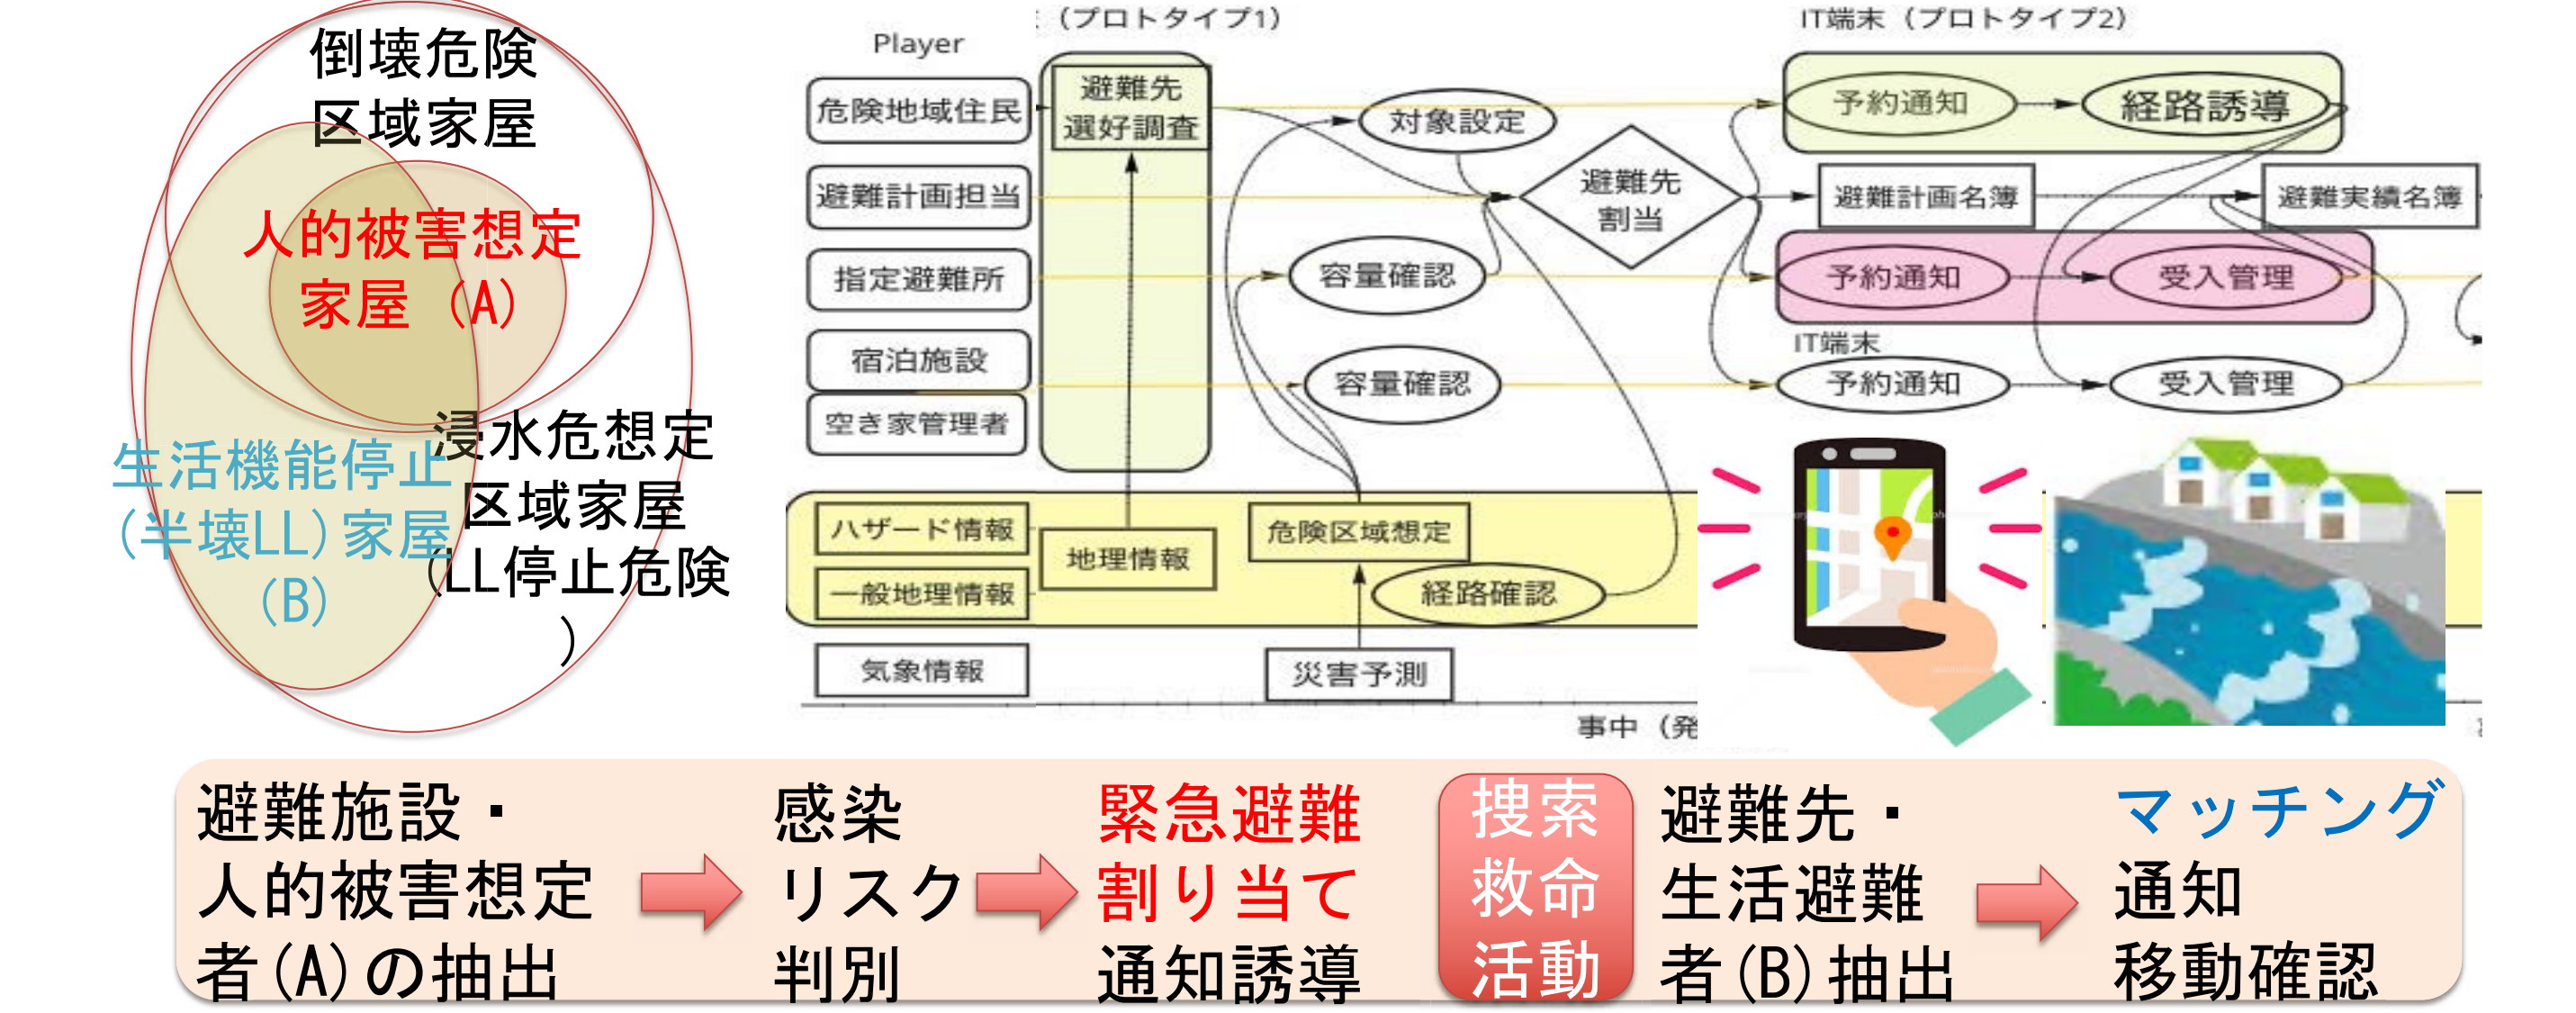 倒壊危険
区域家屋
人的被害想定
家屋 (A)
生活機能停止
(半壊LL)家屋
(B)
浸水危想定
区域家屋
(LL停止危険
)
(プロトタイプ1)
IT端末(プロトタイプ2)
Player
危険地域住民
避難計画担当
指定避難所
宿泊施設
空き家管理者
避難先
選好調査
対象設定
容量確認
容量確認
避難先
割当
予約通知
経路誘導
避難計画名簿
避難実績名簿
予約通知
受入管理
IT端末
予約通知
受入管理
ハザード情報
一般地理情報
地理情報
危険区域想定
経路確認
気象情報
災害予測
事中(発
避難施設・
人的被害想定
者(A)の抽出
感染
リスク
判別
緊急避難
割り当て
通知誘導
捜索
救命
活動
避難先・
生活避難
者(B)抽出
マッチング
通知
移動確認